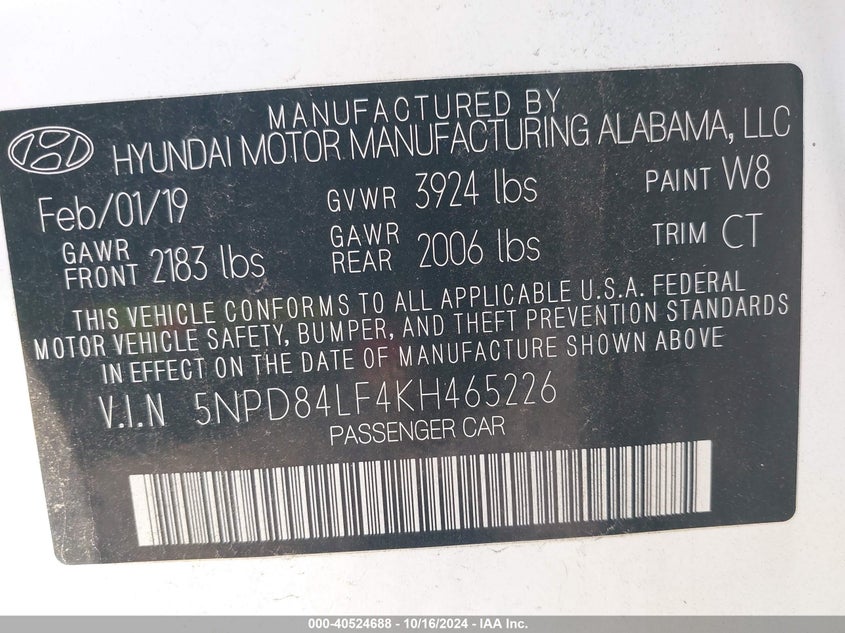 MANUFACTURED BY
HYUNDAI MOTOR MANUFACTURING ALABAMA, LLC
Feb/01/19 GVWR 3924 lbs PAINT W8
GAWR FRONT 2183 lbs GAWR REAR 2006 lbs TRIM CT
THIS VEHICLE CONFORMS TO ALL APPLICABLE U.S.A. FEDERAL
MOTOR VEHICLE SAFETY, BUMPER, AND THEFT PREVENTION STANDARDS
IN EFFECT ON THE DATE OF MANUFACTURE SHOWN ABOVE
V.I.N 5NPD84LF4KH465226
PASSENGER CAR
000-40524688 - 10/16/2024 - IAA Inc.